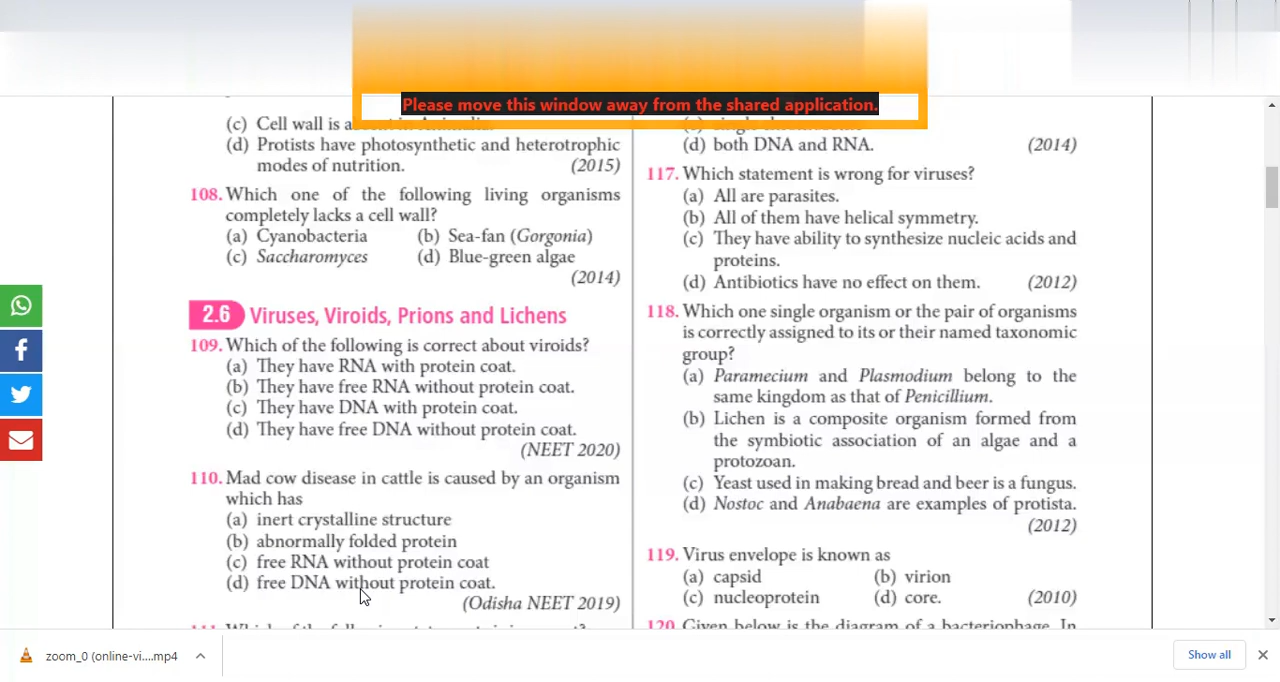 Please move this window away from the shared application.
(c) Cell wall is
(d) Protists have photosynthetic and heterotrophic
modes of nutrition. (2015)
108. Which one of the following living organisms
completely lacks a cell wall?
(a) Cyanobacteria (b) Sea-fan (Gorgonia)
(c) Saccharomyces (d) Blue-green algae
(2014)
2.6 Viruses, Viroids, Prions and Lichens
109. Which of the following is correct about viroids?
(a) They have RNA with protein coat.
(b) They have free RNA without protein coat.
(c) They have DNA with protein coat.
(d) They have free DNA without protein coat.
(NEET 2020)
110. Mad cow disease in cattle is caused by an organism
which has
(a) inert crystalline structure
(b) abnormally folded protein
(c) free RNA without protein coat
(d) free DNA without protein coat.
(Odisha NEET 2019)
(d) both DNA and RNA. (2014)
117. Which statement is wrong for viruses?
(a) All are parasites.
(b) All of them have helical symmetry.
(c) They have ability to synthesize nucleic acids and
proteins.
(d) Antibiotics have no effect on them. (2012)
118. Which one single organism or the pair of organisms
is correctly assigned to its or their named taxonomic
group?
(a) Paramecium and Plasmodium belong to the
same kingdom as that of Penicillium.
(b) Lichen is a composite organism formed from
the symbiotic association of an algae and a
protozoan.
(c) Yeast used in making bread and beer is a fungus.
(d) Nostoc and Anabaena are examples of protista.
(2012)
119. Virus envelope is known as
(a) capsid (b) virion
(c) nucleoprotein (d) core. (2010)
120. Given below is the diagram of a bacteriophage. In
zoom_0 (online-vi....mp4
Show all